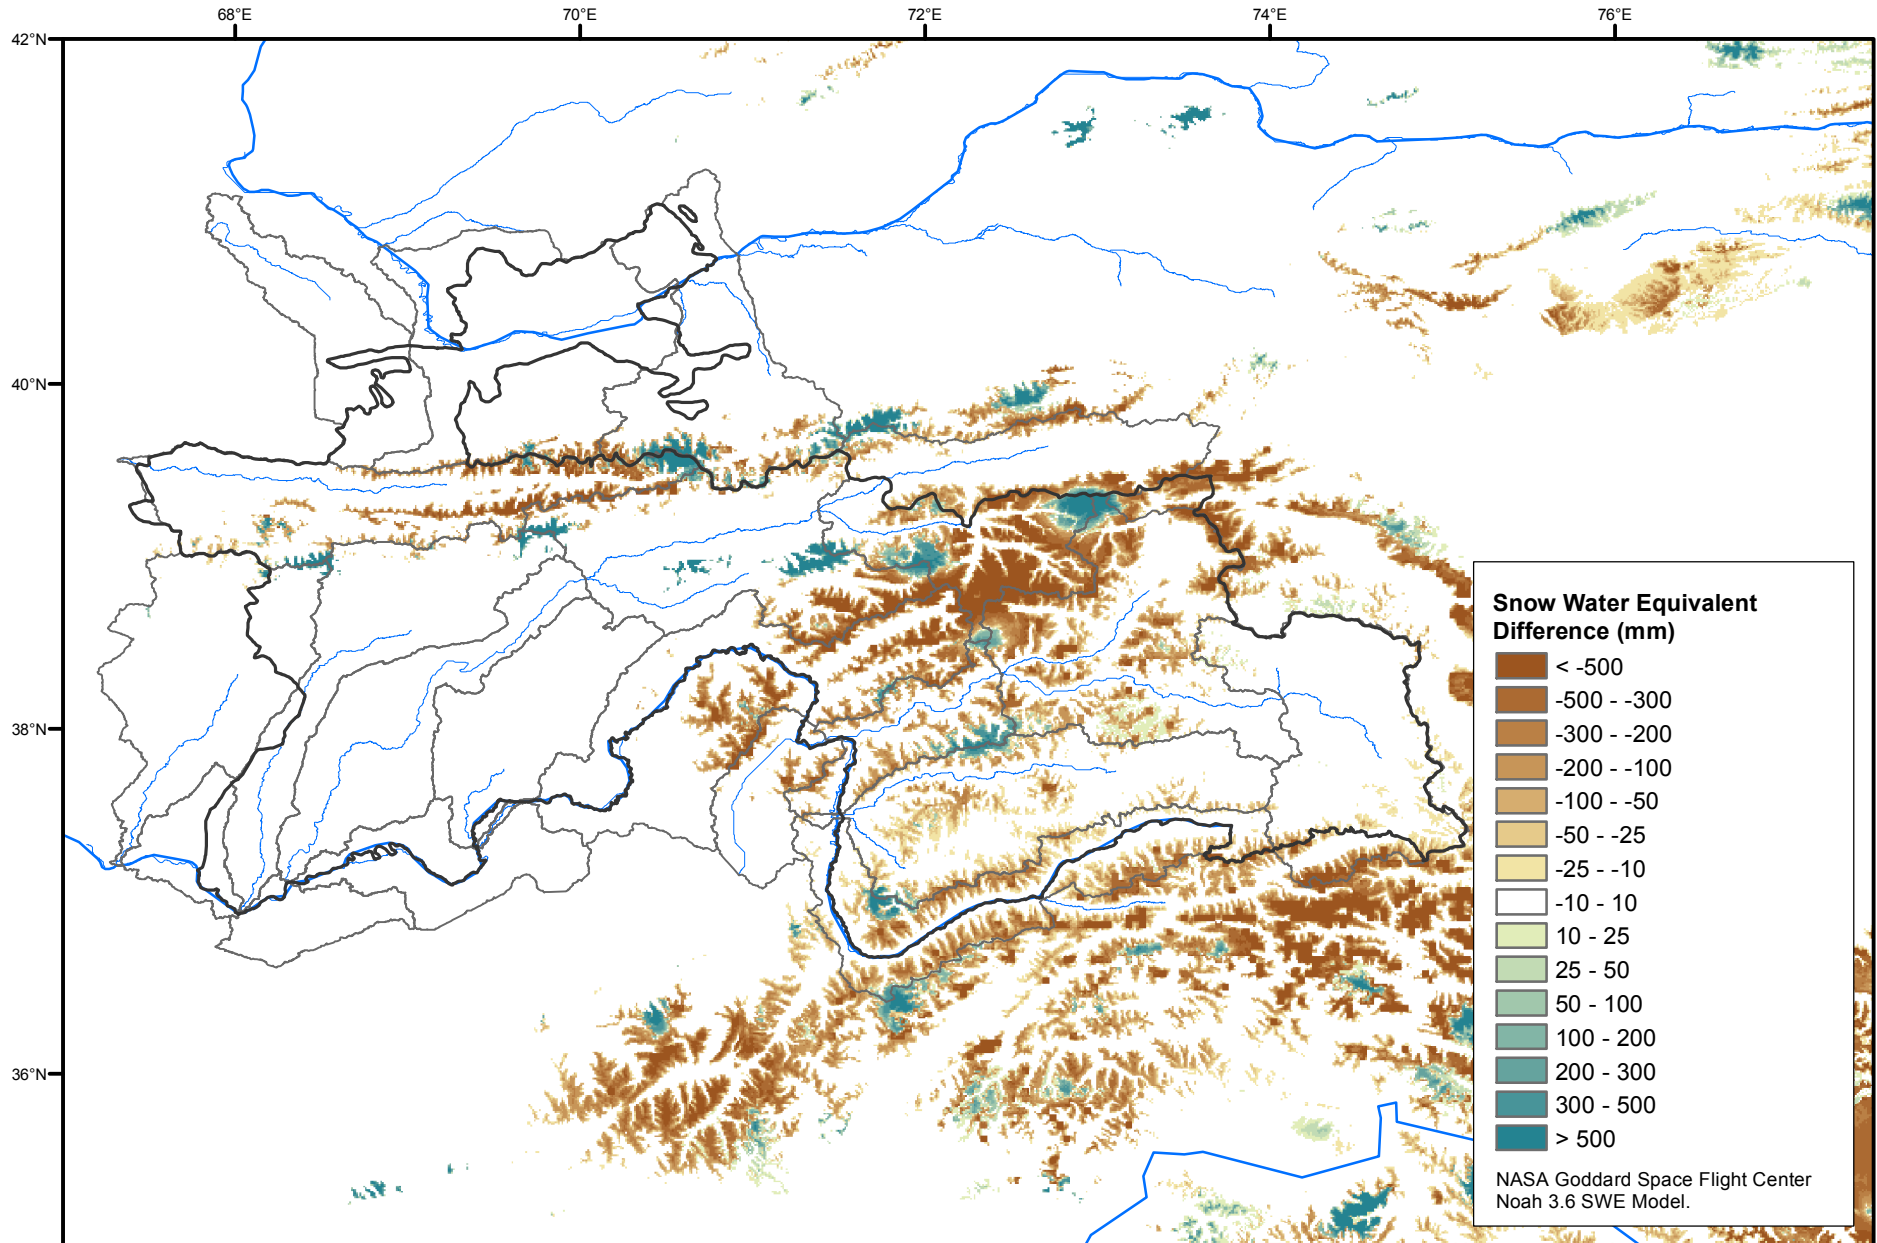 68°E
70°E
72°E
74°E
76°E
42°N
40°N
38°N
36°N
Snow Water Equivalent
Difference (mm)
< -500
-500 - -300
-300 - -200
-200 - -100
-100 - -50
-50 - -25
-25 - -10
-10 - 10
10 - 25
25 - 50
50 - 100
100 - 200
200 - 300
300 - 500
> 500
NASA Goddard Space Flight Center
Noah 3.6 SWE Model.